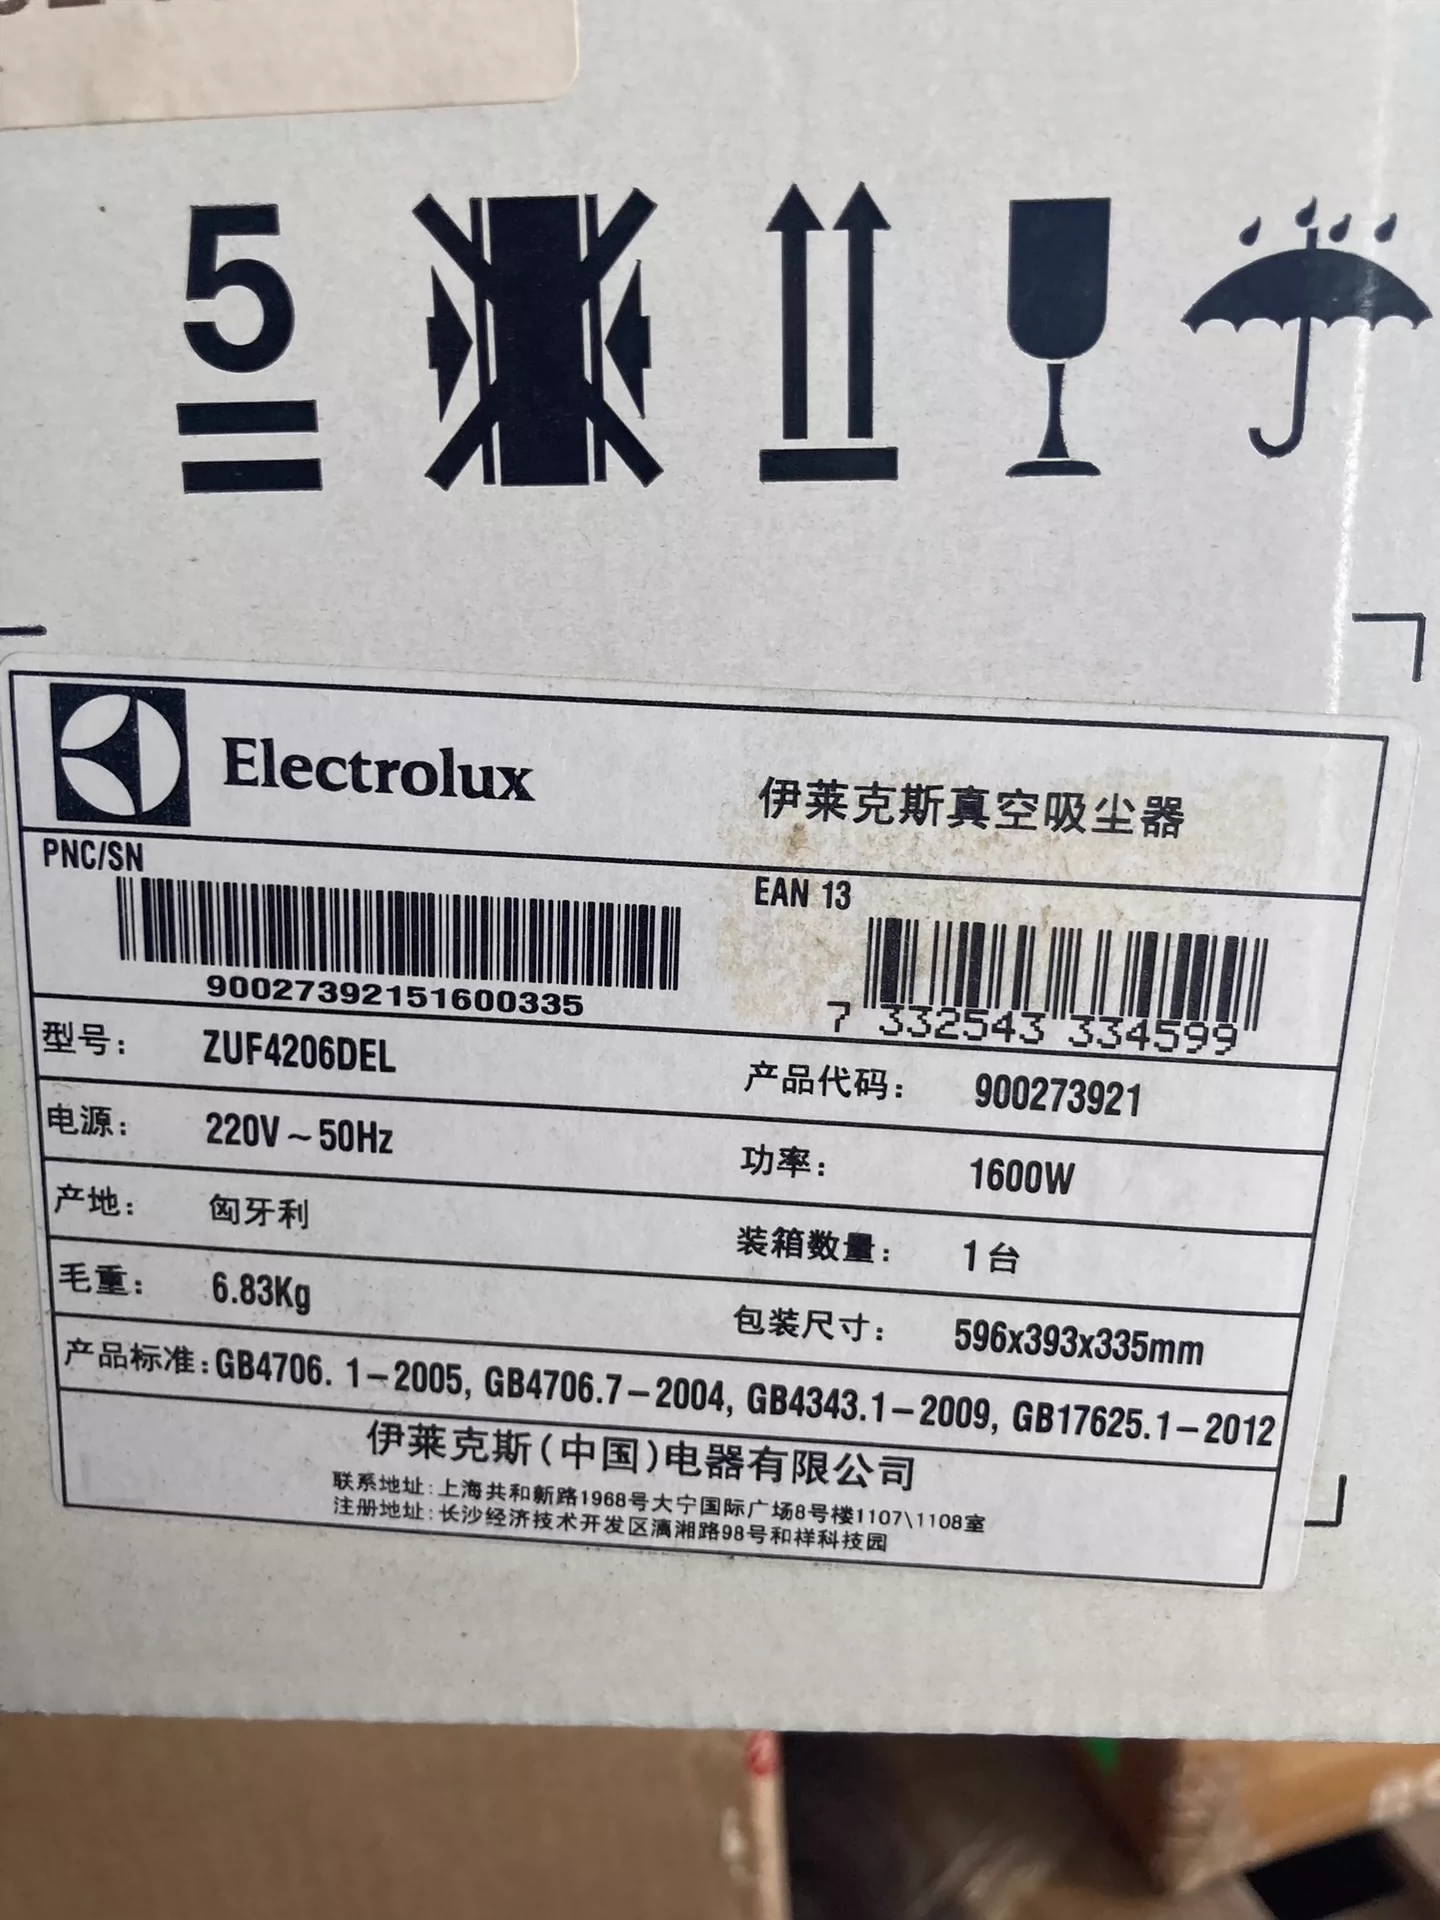 5
Electrolux
伊莱克斯真空吸尘器
PNC/SN
90027392151600335
EAN 13
7 332543 334599
型号： ZUF4206DEL
产品代码： 900273921
电源： 220V～50Hz
功率： 1600W
产地： 匈牙利
装箱数量： 1台
毛重： 6.83Kg
包装尺寸： 596x393x335mm
产品标准：GB4706. 1－2005, GB4706.7－2004, GB4343.1－2009, GB17625.1－2012
伊莱克斯(中国)电器有限公司
联系地址:上海共和新路1968号大宁国际广场8号楼1107\1108室
注册地址:长沙经济技术开发区漓湘路98号和祥科技园